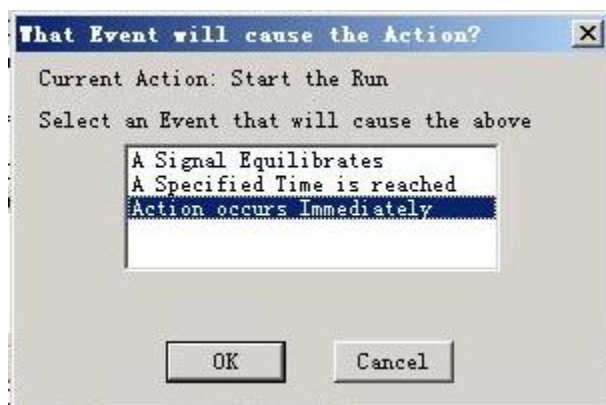 What Event will cause the Action?
Current Action: Start the Run
Select an Event that will cause the above
A Signal Equilibrates
A Specified Time is reached
Action occurs Immediately
OK Cancel